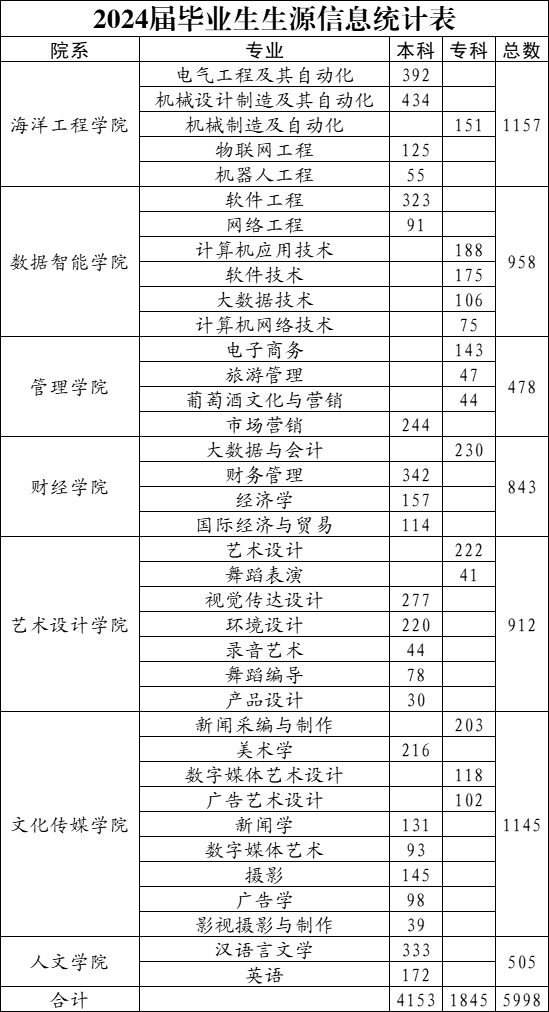 2024届毕业生生源信息统计表
院系 专业 本科 专科 总数
海洋工程学院 电气工程及其自动化 392 1157
机械设计制造及其自动化 434
机械制造及自动化 151
物联网工程 125
机器人工程 55
数据智能学院 软件工程 323 958
网络工程 91
计算机应用技术 188
软件技术 175
大数据技术 106
计算机网络技术 75
管理学院 电子商务 143 478
旅游管理 47
葡萄酒文化与营销 44
市场营销 244
财经学院 大数据与会计 230 843
财务管理 342
经济学 157
国际经济与贸易 114
艺术设计学院 艺术设计 222 912
舞蹈表演 41
视觉传达设计 277
环境设计 220
录音艺术 44
舞蹈编导 78
产品设计 30
文化传媒学院 新闻采编与制作 203 1145
美术学 216
数字媒体艺术设计 118
广告艺术设计 102
新闻学 131
数字媒体艺术 93
摄影 145
广告学 98
影视摄影与制作 39
人文学院 汉语言文学 333 505
英语 172
合计 4153 1845 5998